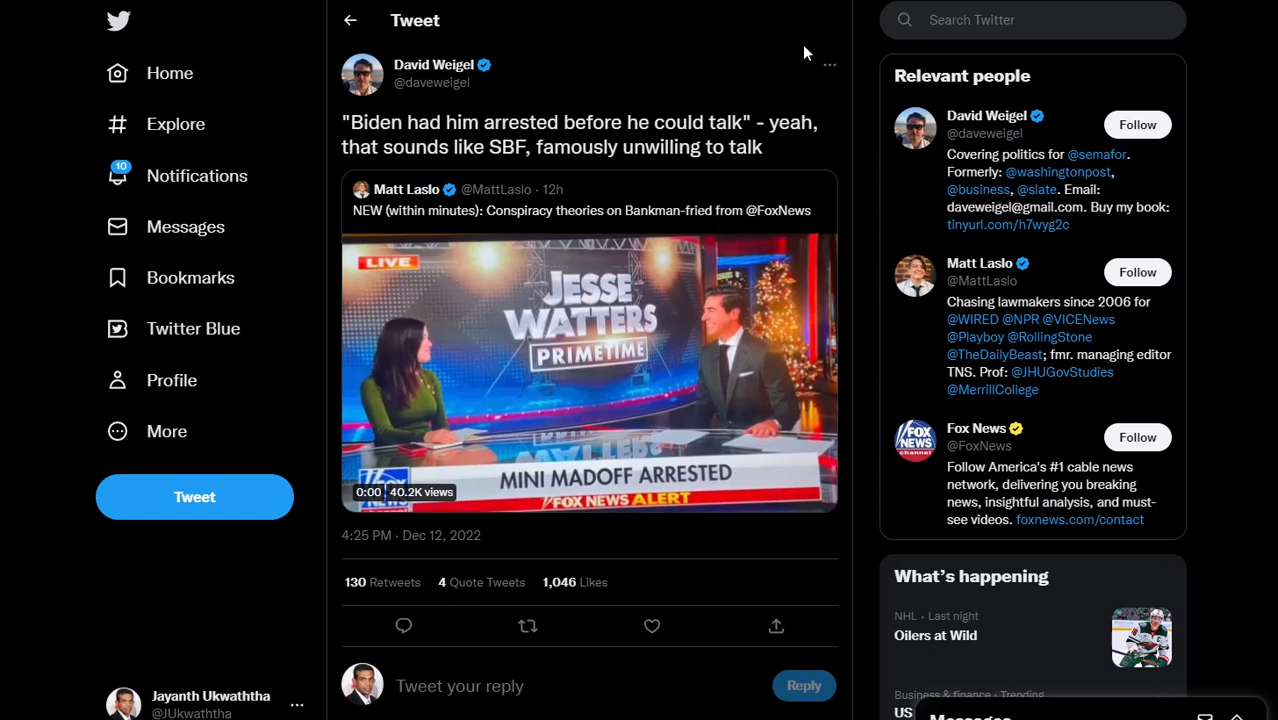 Home
Explore
10
Notifications
Messages
Bookmarks
Twitter Blue
Profile
More
Tweet
Jayanth Ukwaththa
@JUkwaththa
Tweet
David Weigel
@daveweigel
"Biden had him arrested before he could talk" - yeah,
that sounds like SBF, famously unwilling to talk
Matt Laslo @MattLaslo · 12h
NEW (within minutes): Conspiracy theories on Bankman-fried from @FoxNews
LIVE
JESSE
WATTERS
PRIMETIME
MINI MADOFF ARRESTED
FOX NEWS ALERT
0:00 40.2K views
4:25 PM · Dec 12, 2022
130 Retweets 4 Quote Tweets 1,046 Likes
Tweet your reply
Reply
Search Twitter
Relevant people
David Weigel
@daveweigel
Follow
Covering politics for @semafor.
Formerly: @washingtonpost,
@business, @slate. Email:
daveweigel@gmail.com. Buy my book:
tinyurl.com/h7wyg2c
Matt Laslo
@MattLaslo
Follow
Chasing lawmakers since 2006 for
@WIRED @NPR @VICENews
@Playboy @RollingStone
@TheDailyBeast; fmr. managing editor
TNS. Prof: @JHUGovStudies
@MerrillCollege
FOX
NEWS
channel
Fox News
@FoxNews
Follow
Follow America's #1 cable news
network, delivering you breaking
news, insightful analysis, and must-
see videos. foxnews.com/contact
What's happening
NHL · Last night
Oilers at Wild
Business & finance · Trending
US
Messages